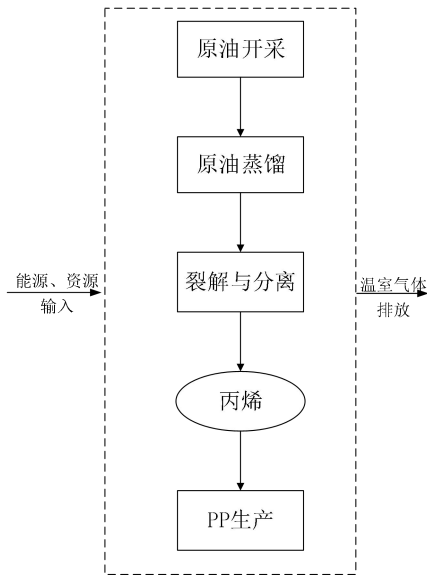 原油开采
原油蒸馏
裂解与分离
能源、资源
输入
温室气体
排放
丙烯
PP生产